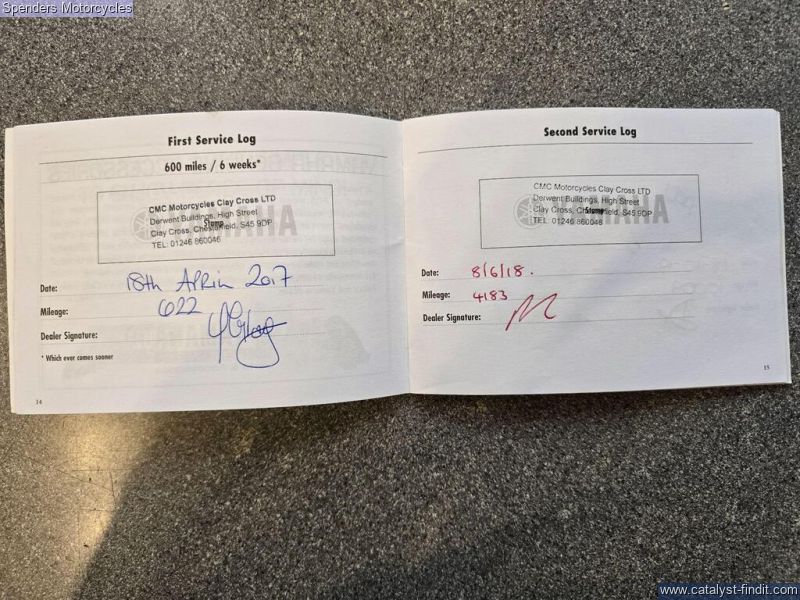 Spenders Motorcycles
First Service Log
600 miles / 6 weeks*
CMC Motorcycles Clay Cross LTD
Derwent Buildings, High Street
Stamp
Clay Cross, Chesterfield, S45 9DP
TEL: 01246 860046
Date: 18th April 2017
Mileage: 622
Dealer Signature:
* Which ever comes sooner
14
Second Service Log
CMC Motorcycles Clay Cross LTD
Derwent Buildings, High Street
Clay Cross, Chesterfield, S45 9DP
Stamp
TEL: 01246 860046
YAMAHA
Date: 8/6/18.
Mileage: 4183
Dealer Signature:
15
www.catalyst-findit.com